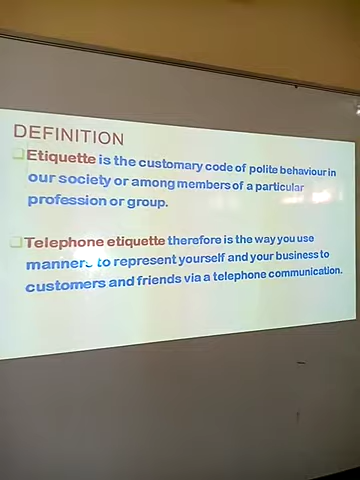 DEFINITION
Etiquette is the customary code of polite behaviour in
our society or among members of a particular
profession or group.
Telephone etiquette therefore is the way you use
manners to represent yourself and your business to
customers and friends via a telephone communication.